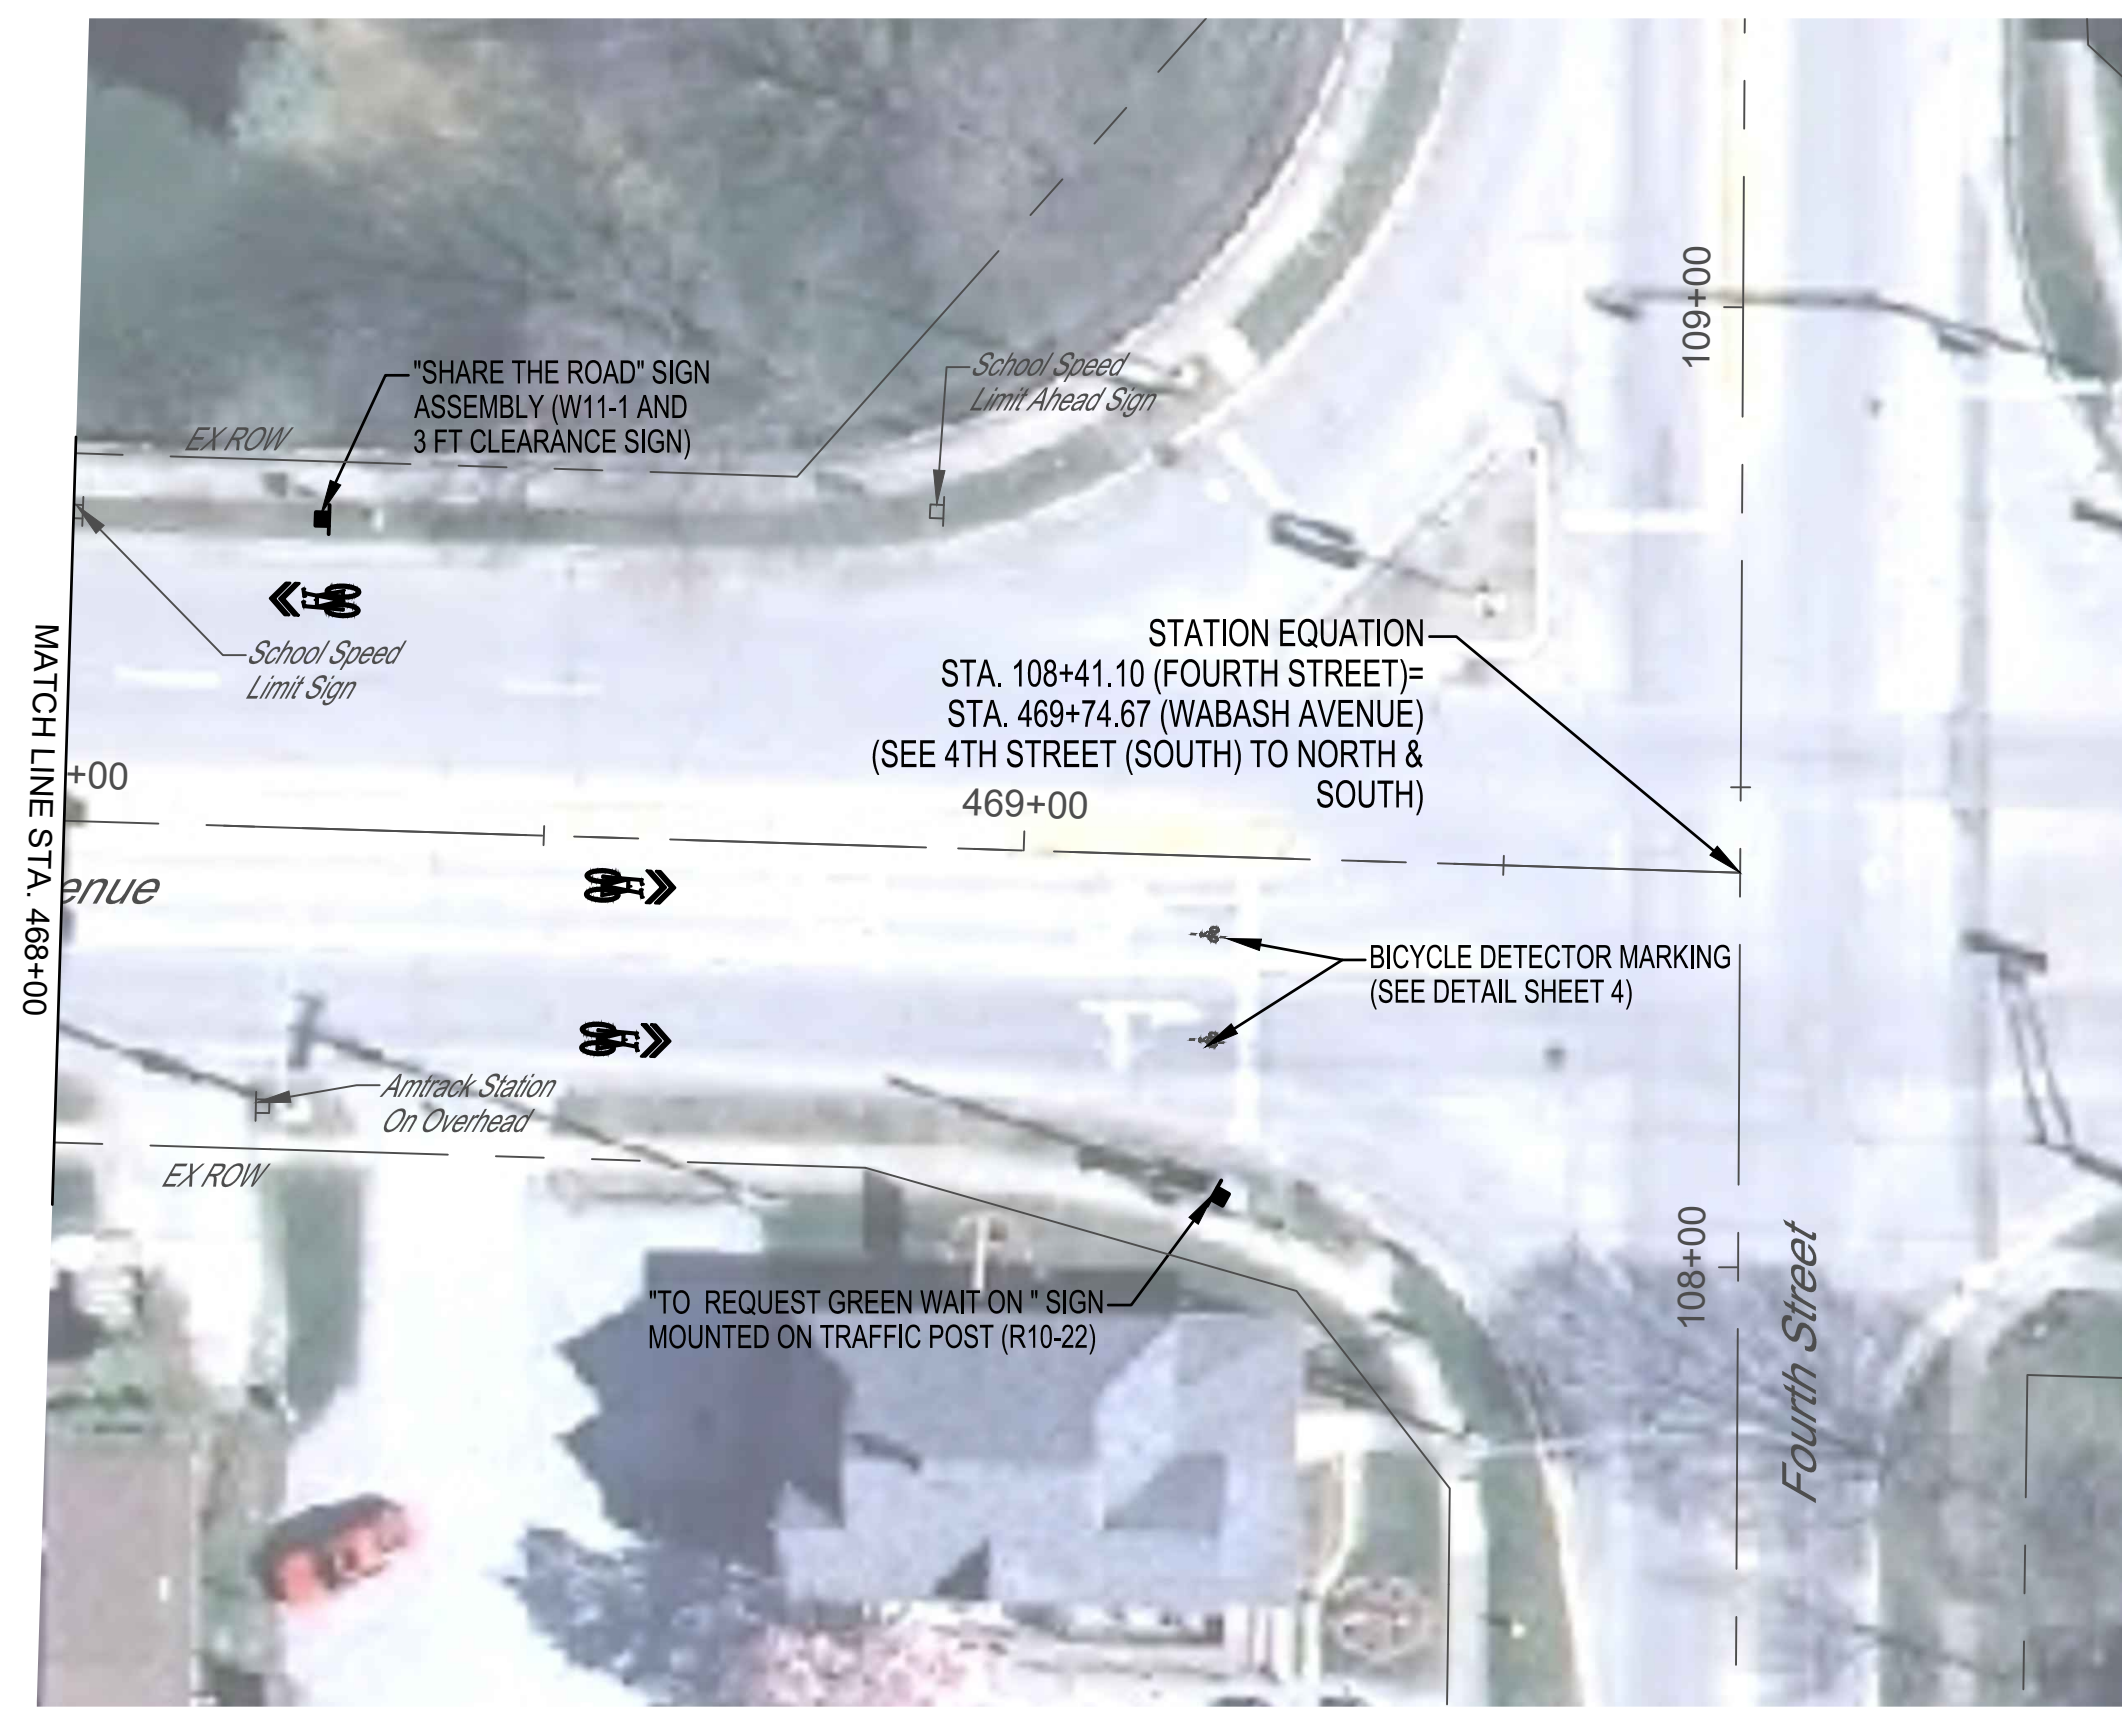 "SHARE THE ROAD" SIGN
ASSEMBLY (W11-1 AND
3 FT CLEARANCE SIGN)
School Speed
Limit Ahead Sign
EX ROW
109+00
School Speed
Limit Sign
STATION EQUATION
STA. 108+41.10 (FOURTH STREET)=
STA. 469+74.67 (WABASH AVENUE)
(SEE 4TH STREET (SOUTH) TO NORTH &
SOUTH)
MATCH LINE STA. 468+00
+00
469+00
enue
BICYCLE DETECTOR MARKING
(SEE DETAIL SHEET 4)
Amtrack Station
On Overhead
EX ROW
"TO  REQUEST GREEN WAIT ON " SIGN
MOUNTED ON TRAFFIC POST (R10-22)
108+00
Fourth Street